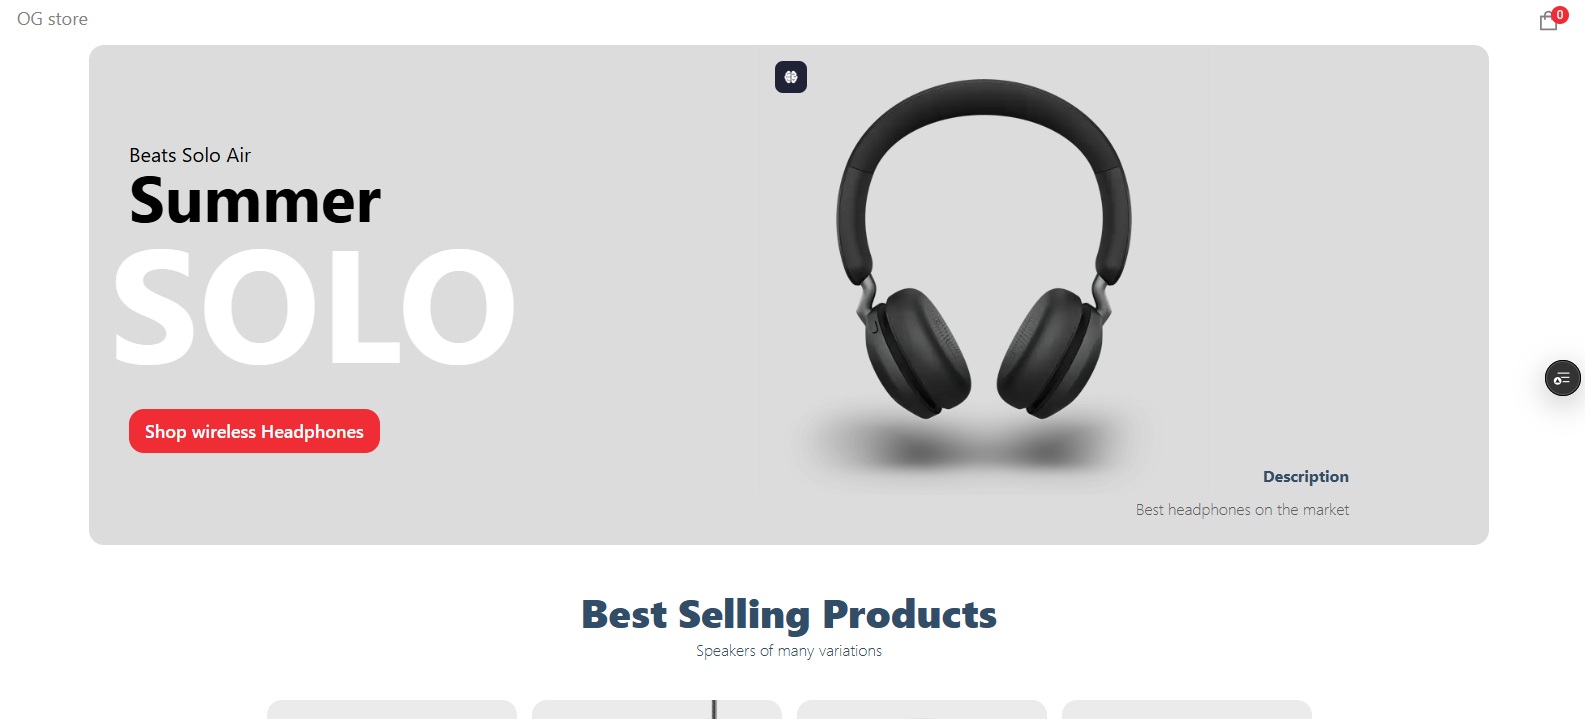 OG store
0
Beats Solo Air
Summer
SOLO
Shop wireless Headphones
Description
Best headphones on the market
Best Selling Products
Speakers of many variations